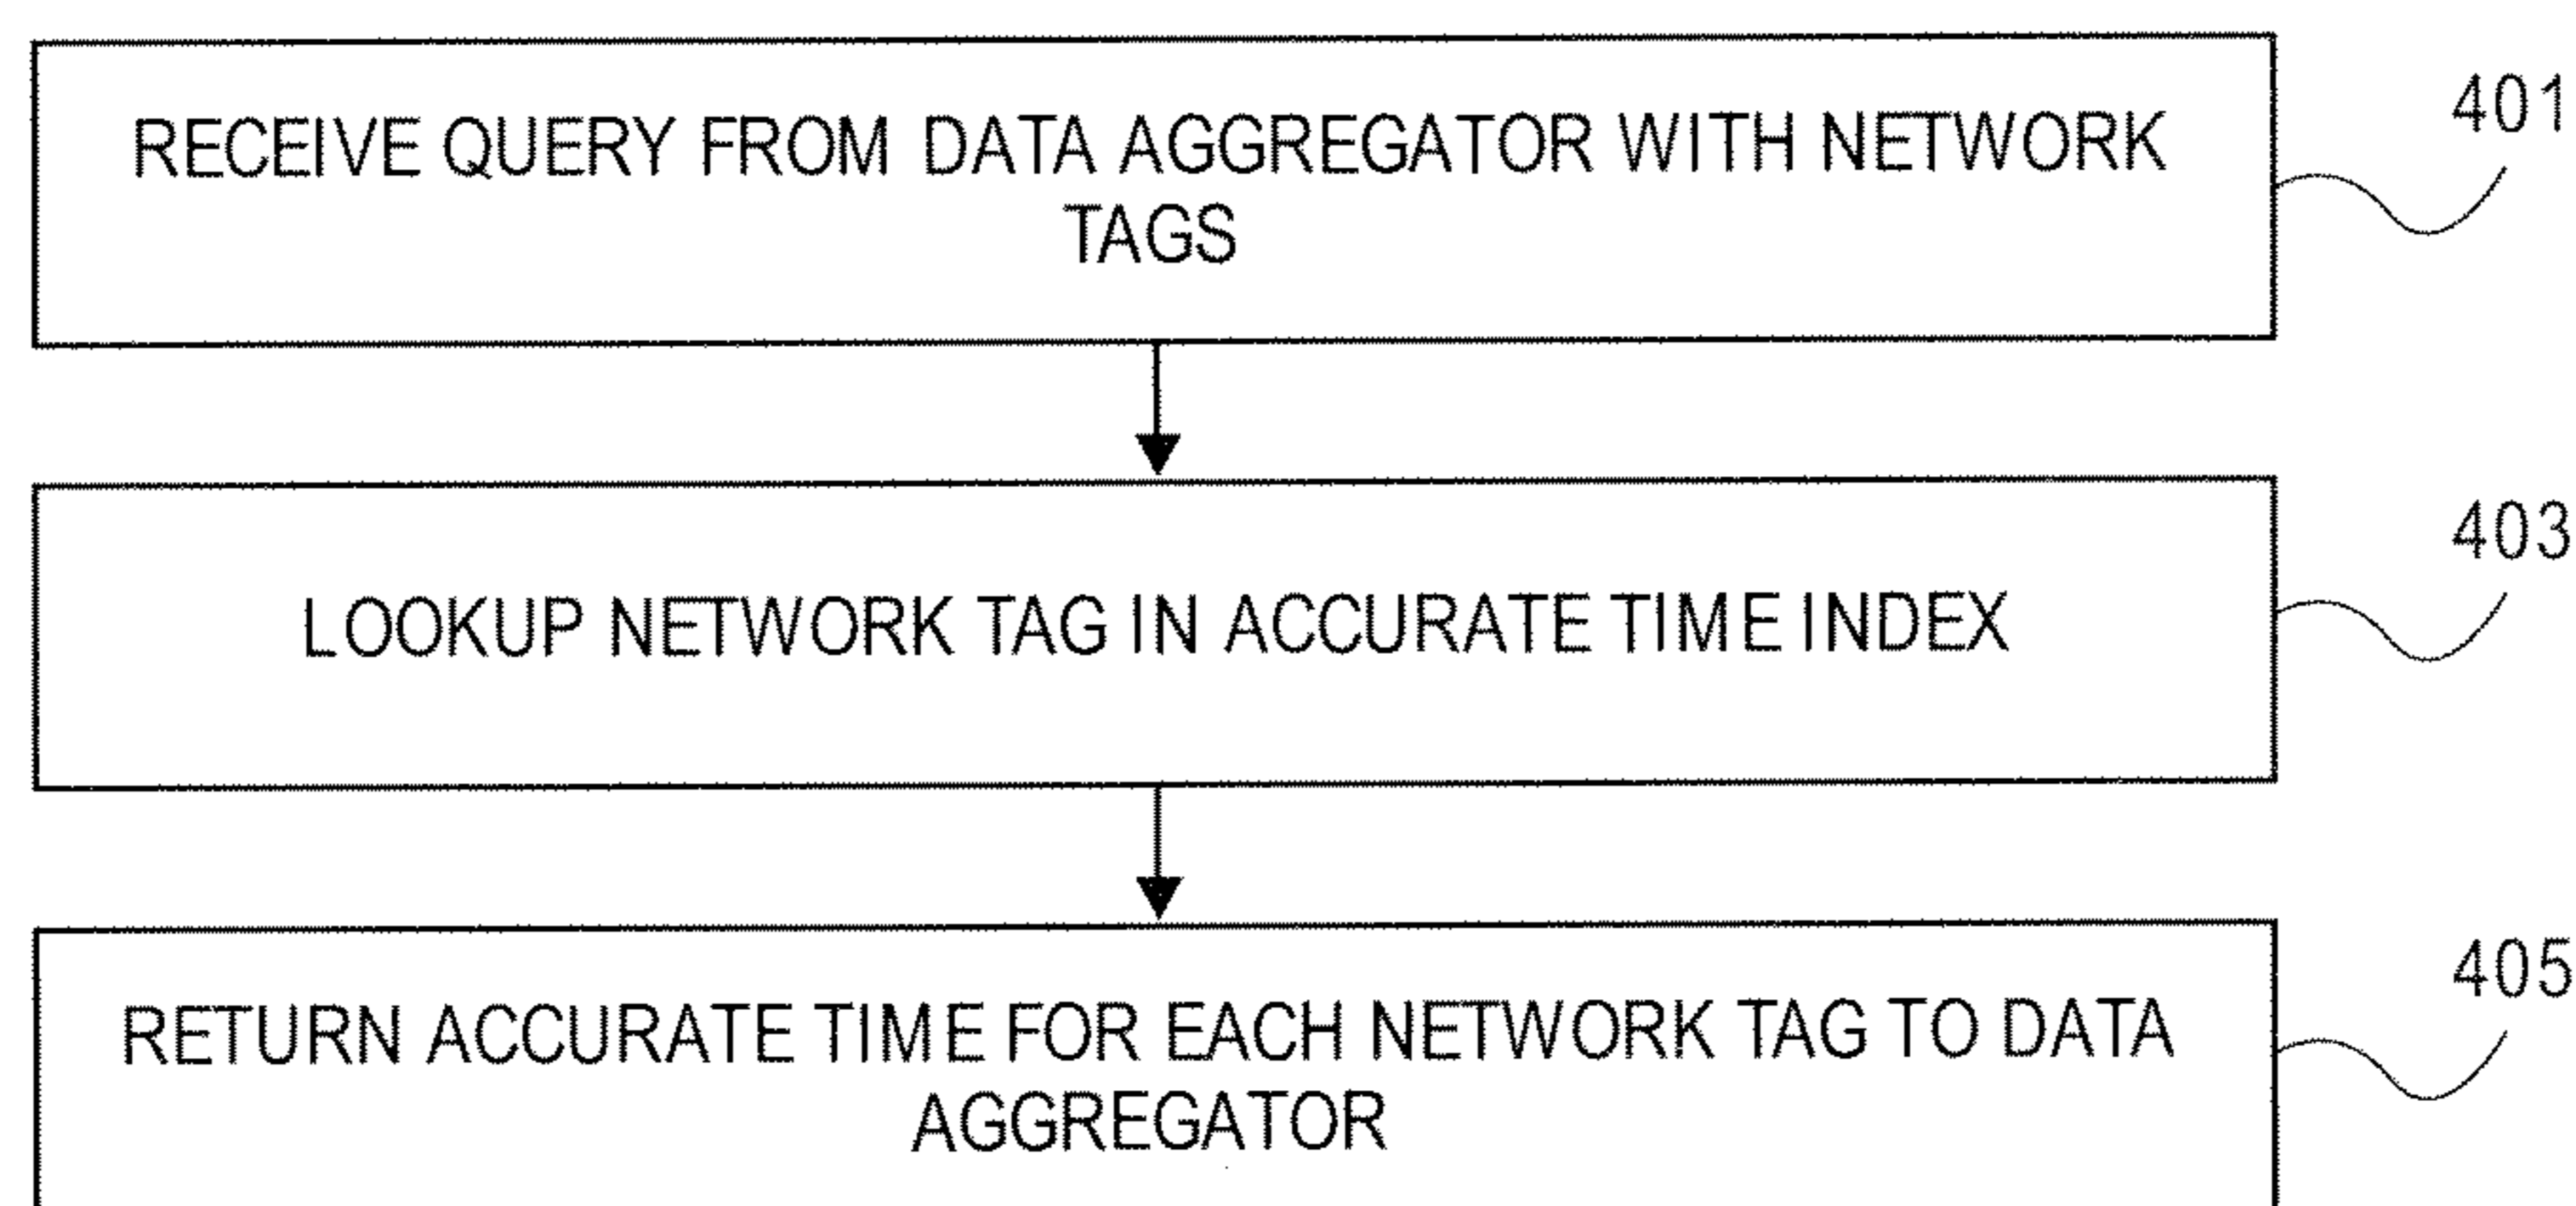 RECEIVE QUERY FROM DATA AGGREGATOR WITH NETWORK
TAGS
401
LOOKUP NETWORK TAG IN ACCURATE TIME INDEX
403
RETURN ACCURATE TIME FOR EACH NETWORK TAG TO DATA
AGGREGATOR
405